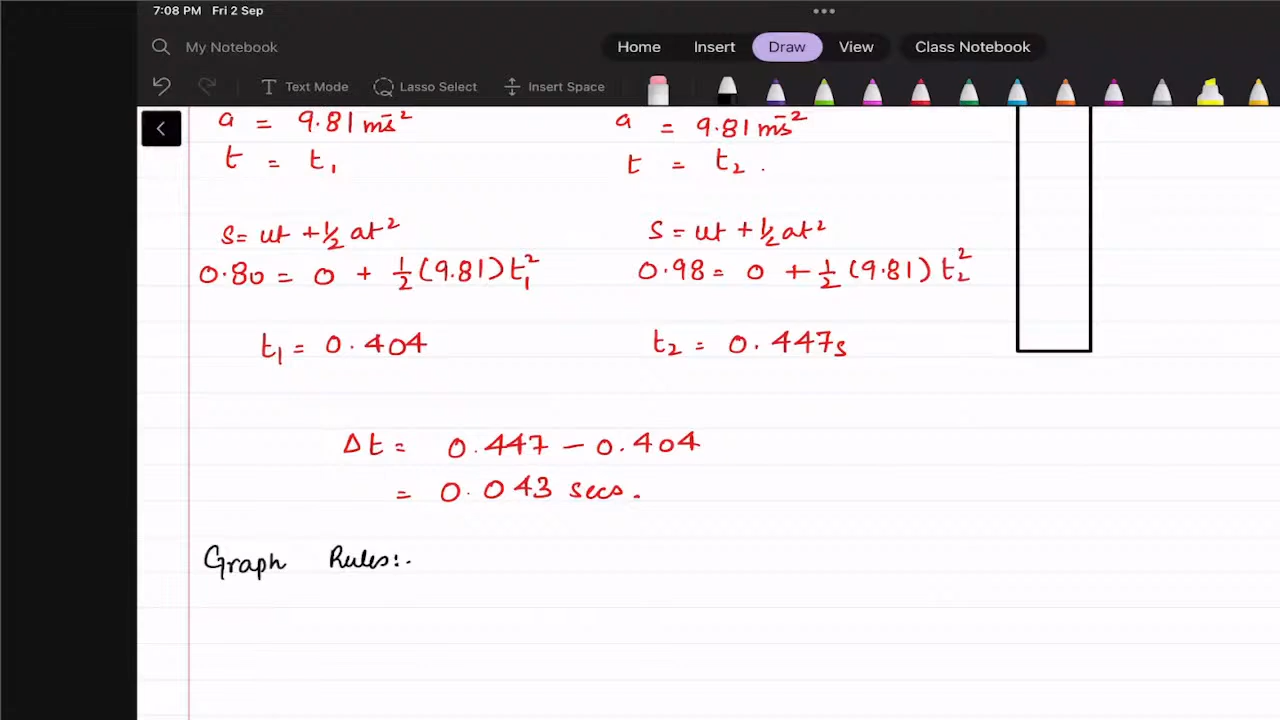 7:08 PM Fri 2 Sep
My Notebook
Home Insert Draw View Class Notebook
Text Mode Lasso Select Insert Space
a = 9.81 ms⁻² a = 9.81 ms⁻²
t = t₁ t = t₂ .
s = ut + ½ at² s = ut + ½ at²
0.80 = 0 + ½ (9.81) t₁² 0.98 = 0 + ½ (9.81) t₂²
t₁ = 0.404 t₂ = 0.447s
Δt = 0.447 – 0.404
= 0.043 secs.
Graph Rules:.